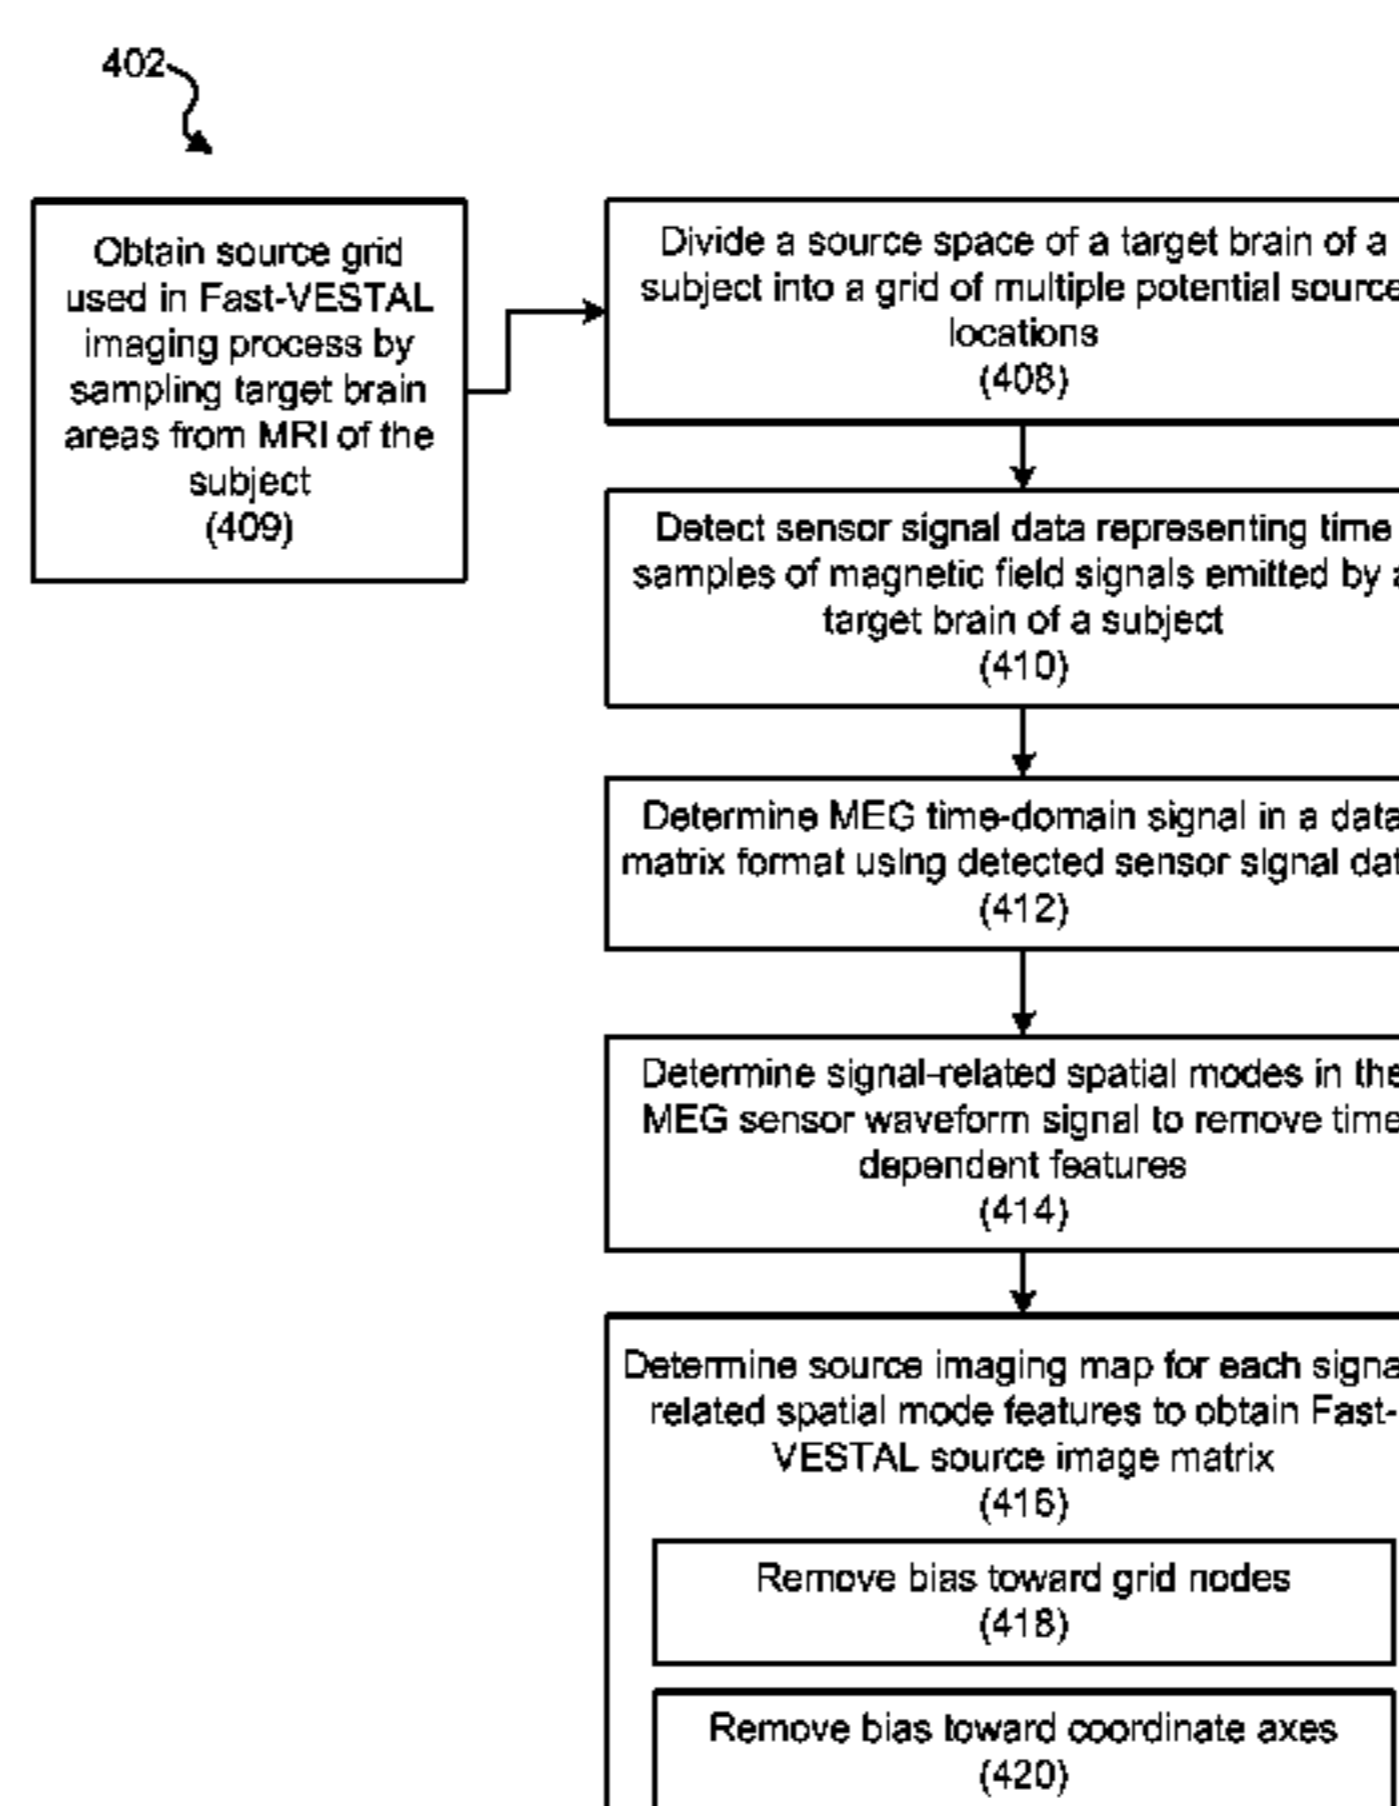 402
Obtain source grid
used in Fast-VESTAL
imaging process by
sampling target brain
areas from MRI of the
subject
(409)
Divide a source space of a target brain of a
subject into a grid of multiple potential source
locations
(408)
Detect sensor signal data representing time
samples of magnetic field signals emitted by a
target brain of a subject
(410)
Determine MEG time-domain signal in a data
matrix format using detected sensor signal dat
(412)
Determine signal-related spatial modes in the
MEG sensor waveform signal to remove time
dependent features
(414)
Determine source imaging map for each signa
related spatial mode features to obtain Fast-
VESTAL source image matrix
(416)
Remove bias toward grid nodes
(418)
Remove bias toward coordinate axes
(420)